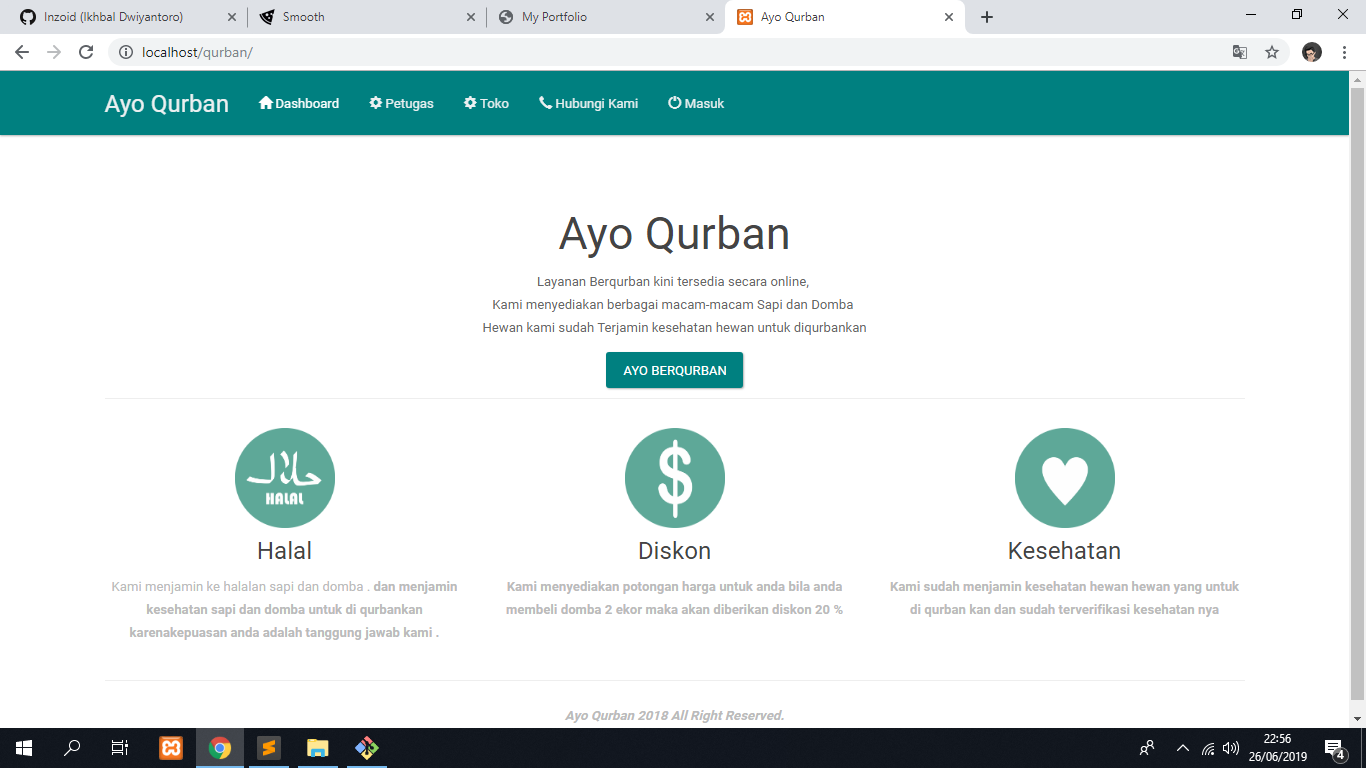 Inzoid (Ikhbal Dwiyantoro)
Smooth
My Portfolio
Ayo Qurban
localhost/qurban/
Ayo Qurban
Dashboard
Petugas
Toko
Hubungi Kami
Masuk
Ayo Qurban
Layanan Berqurban kini tersedia secara online,
Kami menyediakan berbagai macam-macam Sapi dan Domba
Hewan kami sudah Terjamin kesehatan hewan untuk diqurbankan
AYO BERQURBAN
حلال
HALAL
$
Halal
Kami menjamin ke halalan sapi dan domba . dan menjamin
kesehatan sapi dan domba untuk di qurbankan
karenakepuasan anda adalah tanggung jawab kami .
Diskon
Kami menyediakan potongan harga untuk anda bila anda
membeli domba 2 ekor maka akan diberikan diskon 20 %
Kesehatan
Kami sudah menjamin kesehatan hewan hewan yang untuk
di qurban kan dan sudah terverifikasi kesehatan nya
Ayo Qurban 2018 All Right Reserved.
22:56
26/06/2019
4